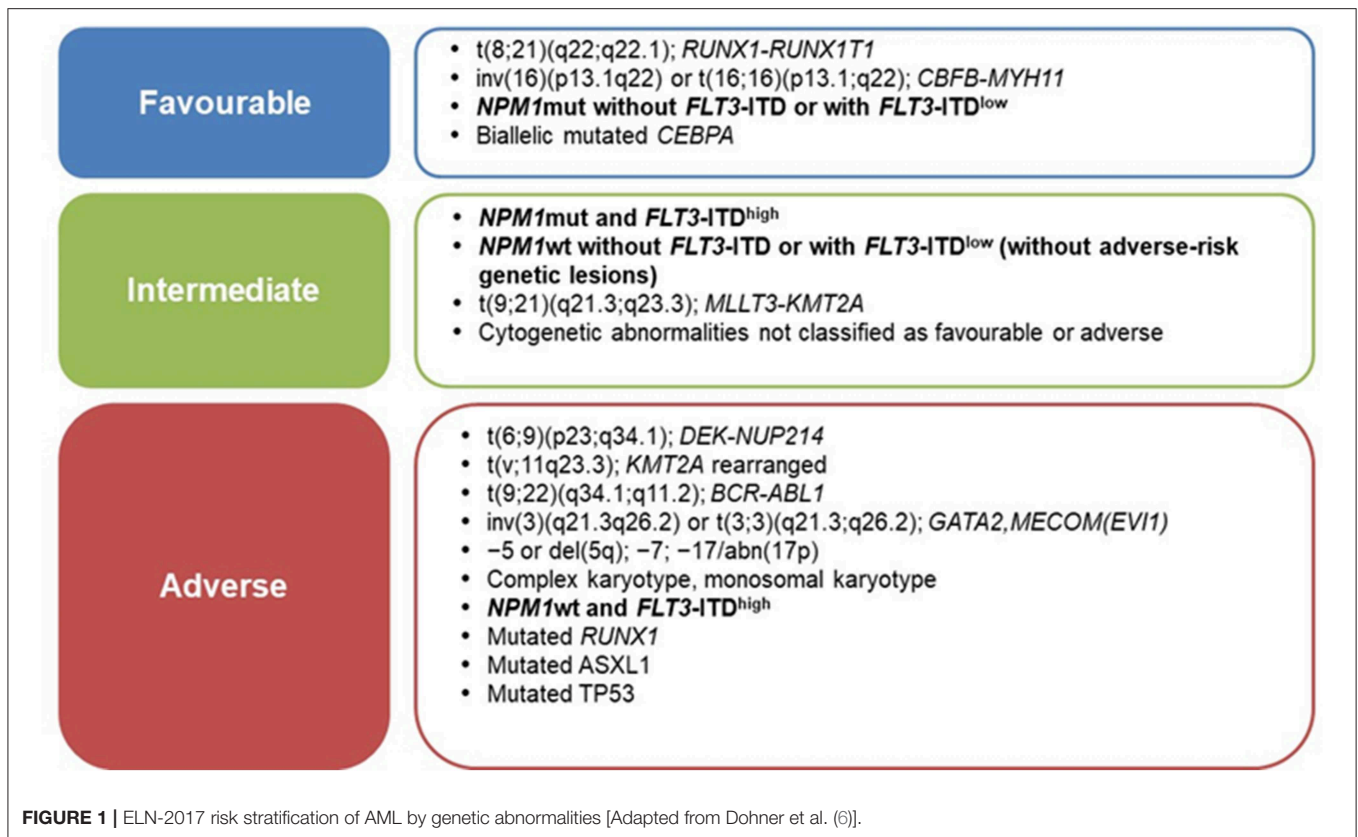 Favourable
• t(8;21)(q22;q22.1); RUNX1-RUNX1T1
• inv(16)(p13.1q22) or t(16;16)(p13.1;q22); CBFB-MYH11
• NPM1mut without FLT3-ITD or with FLT3-ITDlow
• Biallelic mutated CEBPA
Intermediate
• NPM1mut and FLT3-ITDhigh
• NPM1wt without FLT3-ITD or with FLT3-ITDlow (without adverse-risk
genetic lesions)
• t(9;21)(q21.3;q23.3); MLLT3-KMT2A
• Cytogenetic abnormalities not classified as favourable or adverse
Adverse
• t(6;9)(p23;q34.1); DEK-NUP214
• t(v;11q23.3); KMT2A rearranged
• t(9;22)(q34.1;q11.2); BCR-ABL1
• inv(3)(q21.3q26.2) or t(3;3)(q21.3;q26.2); GATA2,MECOM(EVI1)
• −5 or del(5q); −7; −17/abn(17p)
• Complex karyotype, monosomal karyotype
• NPM1wt and FLT3-ITDhigh
• Mutated RUNX1
• Mutated ASXL1
• Mutated TP53
FIGURE 1 | ELN-2017 risk stratification of AML by genetic abnormalities [Adapted from Dohner et al. (6)].